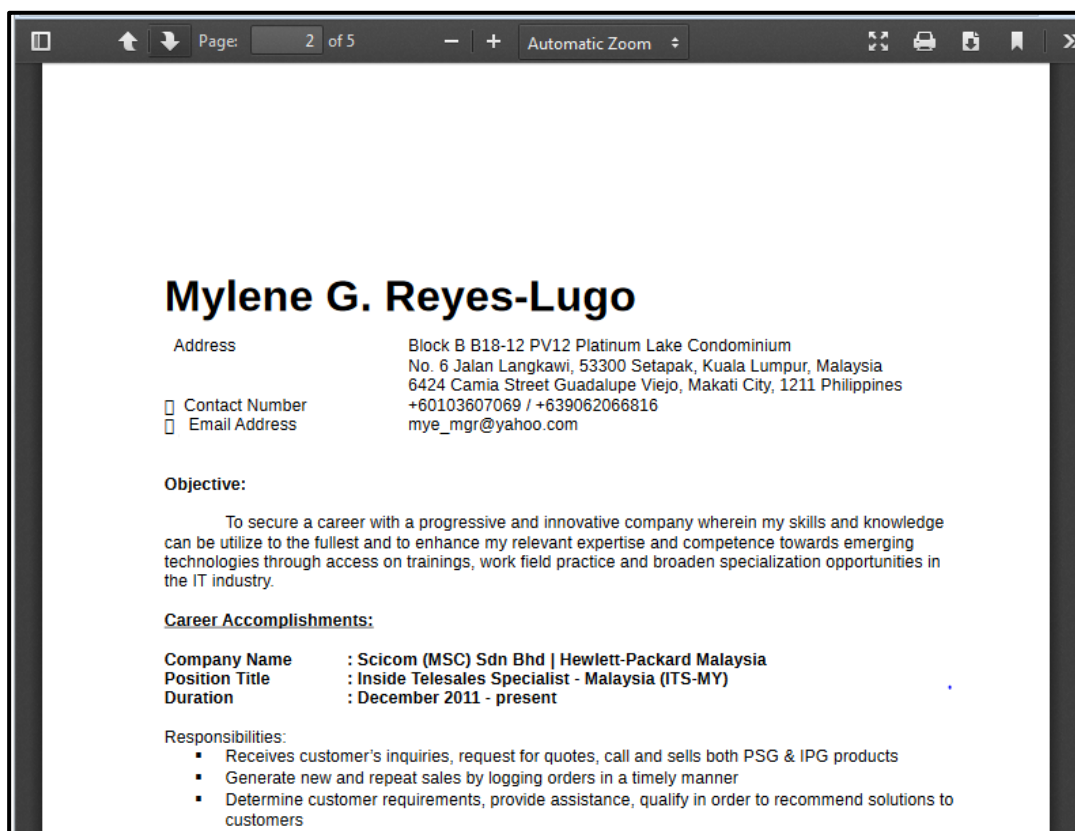 Page: 2 of 5 Automatic Zoom
Mylene G. Reyes-Lugo
Address Block B B18-12 PV12 Platinum Lake Condominium
No. 6 Jalan Langkawi, 53300 Setapak, Kuala Lumpur, Malaysia
6424 Camia Street Guadalupe Viejo, Makati City, 1211 Philippines
Contact Number +60103607069 / +639062066816
Email Address mye_mgr@yahoo.com
Objective:
To secure a career with a progressive and innovative company wherein my skills and knowledge
can be utilize to the fullest and to enhance my relevant expertise and competence towards emerging
technologies through access on trainings, work field practice and broaden specialization opportunities in
the IT industry.
Career Accomplishments:
Company Name : Scicom (MSC) Sdn Bhd | Hewlett-Packard Malaysia
Position Title : Inside Telesales Specialist - Malaysia (ITS-MY)
Duration : December 2011 - present
Responsibilities:
▪ Receives customer’s inquiries, request for quotes, call and sells both PSG & IPG products
▪ Generate new and repeat sales by logging orders in a timely manner
▪ Determine customer requirements, provide assistance, qualify in order to recommend solutions to
customers